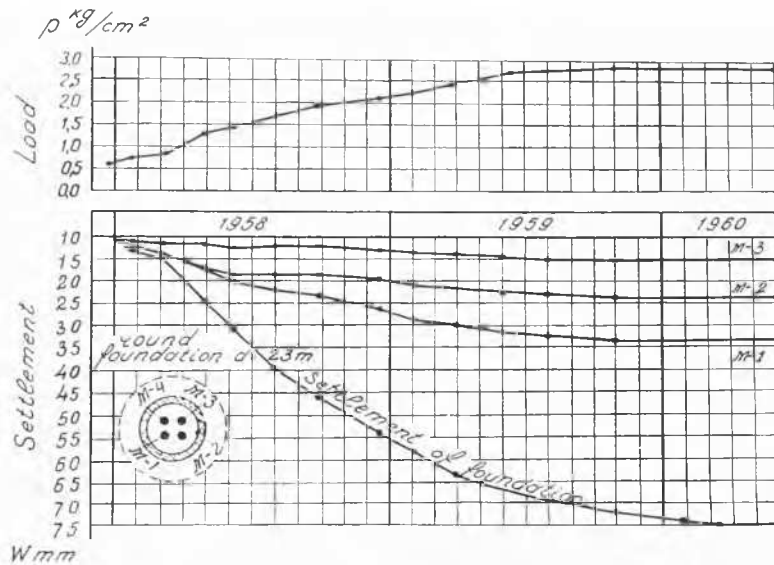 p kg/cm²
Load
3.0
2.5
2.0
1,5
1,0
0,5
0,0
1958 1959 1960
Settlement
10
15
20
25
30
35
40
45
50
55
60
65
70
75
W mm
M-3
M-2
M-1
round
foundation d=23m
M-4
M-3
M-1
M-2
Settlement of foundation